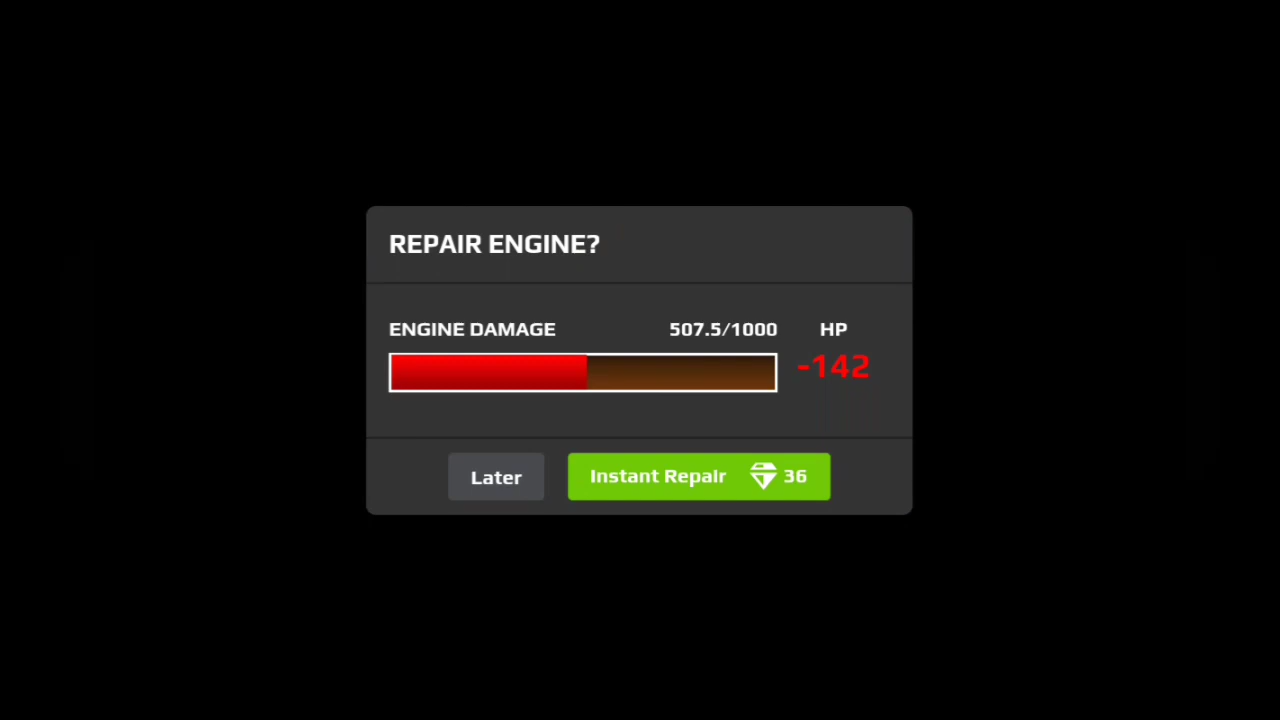 REPAIR ENGINE?
ENGINE DAMAGE 507.5/1000 HP
-142
Later Instant Repair 36